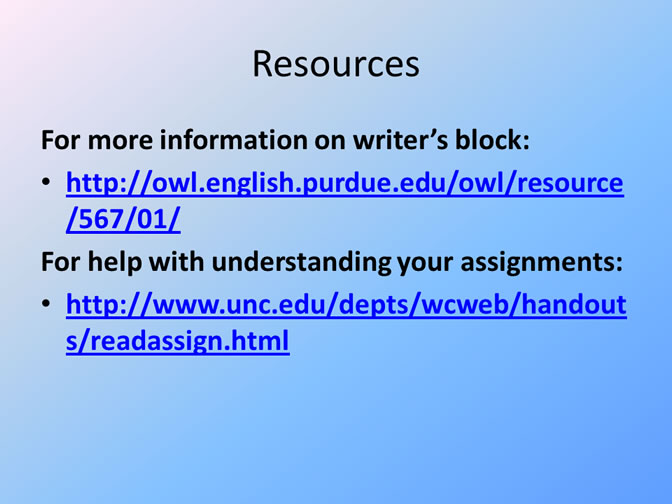 Resources
For more information on writer’s block:
• http://owl.english.purdue.edu/owl/resource
/567/01/
For help with understanding your assignments:
• http://www.unc.edu/depts/wcweb/handout
s/readassign.html